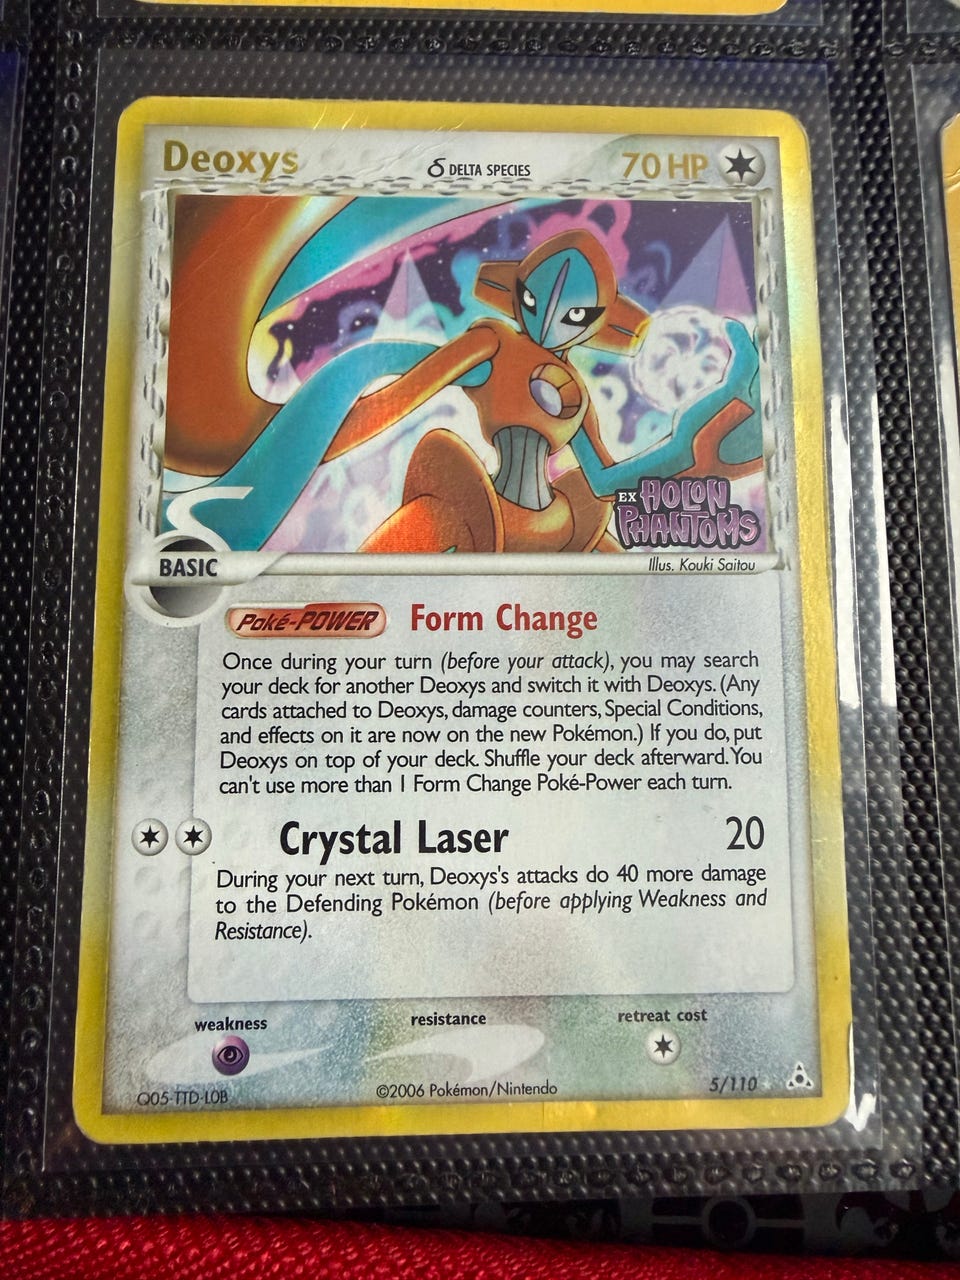 Deoxys δ DELTA SPECIES 70 HP
EX HOLON
PHANTOMS
BASIC
Illus. Kouki Saitou
Poké-POWER Form Change
Once during your turn (before your attack), you may search
your deck for another Deoxys and switch it with Deoxys. (Any
cards attached to Deoxys, damage counters, Special Conditions,
and effects on it are now on the new Pokémon.) If you do, put
Deoxys on top of your deck. Shuffle your deck afterward. You
can't use more than 1 Form Change Poké-Power each turn.
Crystal Laser 20
During your next turn, Deoxys's attacks do 40 more damage
to the Defending Pokémon (before applying Weakness and
Resistance).
weakness resistance retreat cost
Q05-TTD-L0B ©2006 Pokémon/Nintendo 5/110